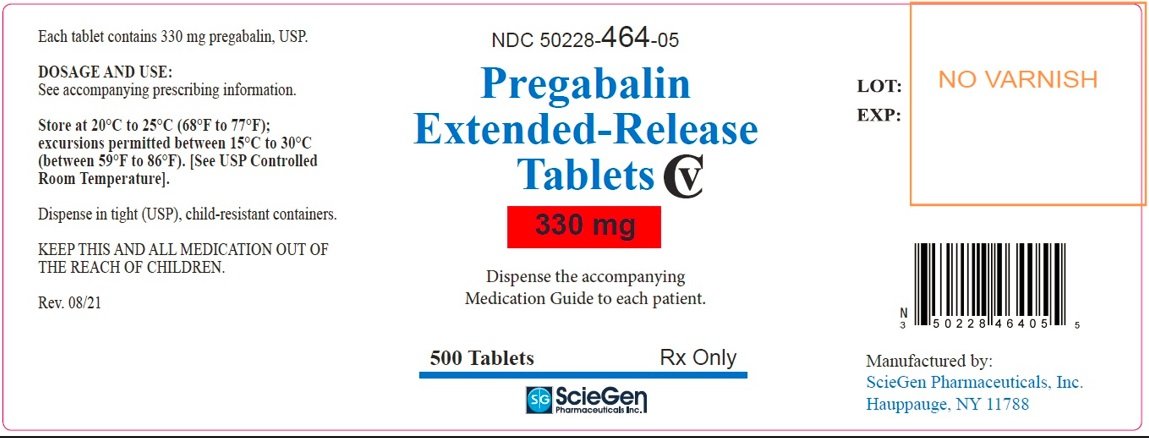 Each tablet contains 330 mg pregabalin, USP.
DOSAGE AND USE:
See accompanying prescribing information.
Store at 20°C to 25°C (68°F to 77°F);
excursions permitted between 15°C to 30°C
(between 59°F to 86°F). [See USP Controlled
Room Temperature].
Dispense in tight (USP), child-resistant containers.
KEEP THIS AND ALL MEDICATION OUT OF
THE REACH OF CHILDREN.
Rev. 08/21
NDC 50228-464-05
Pregabalin
Extended-Release
Tablets CV
330 mg
Dispense the accompanying
Medication Guide to each patient.
500 Tablets Rx Only
SG ScieGen
Pharmaceuticals Inc.
NO VARNISH
LOT:
EXP:
N
3 50228 46405 5
Manufactured by:
ScieGen Pharmaceuticals, Inc.
Hauppauge, NY 11788